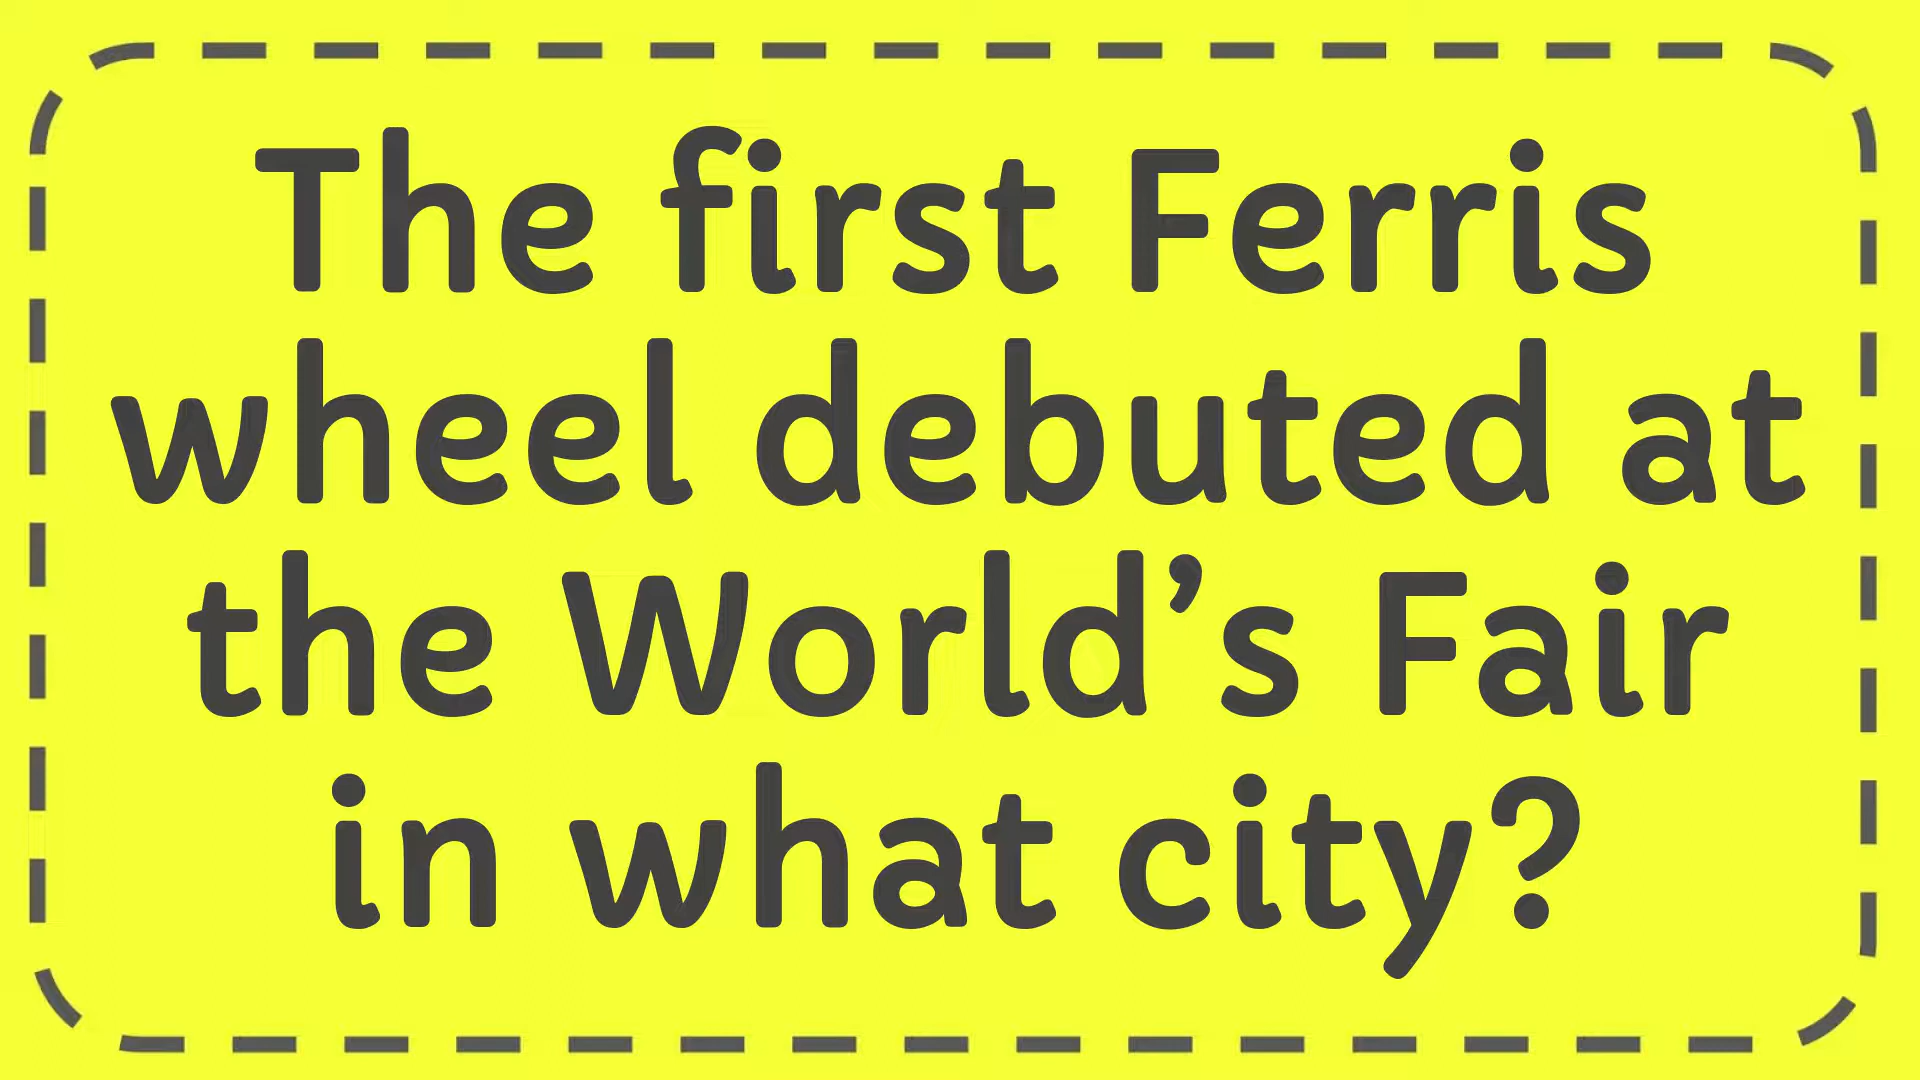 The first Ferris
wheel debuted at
the World’s Fair
in what city?